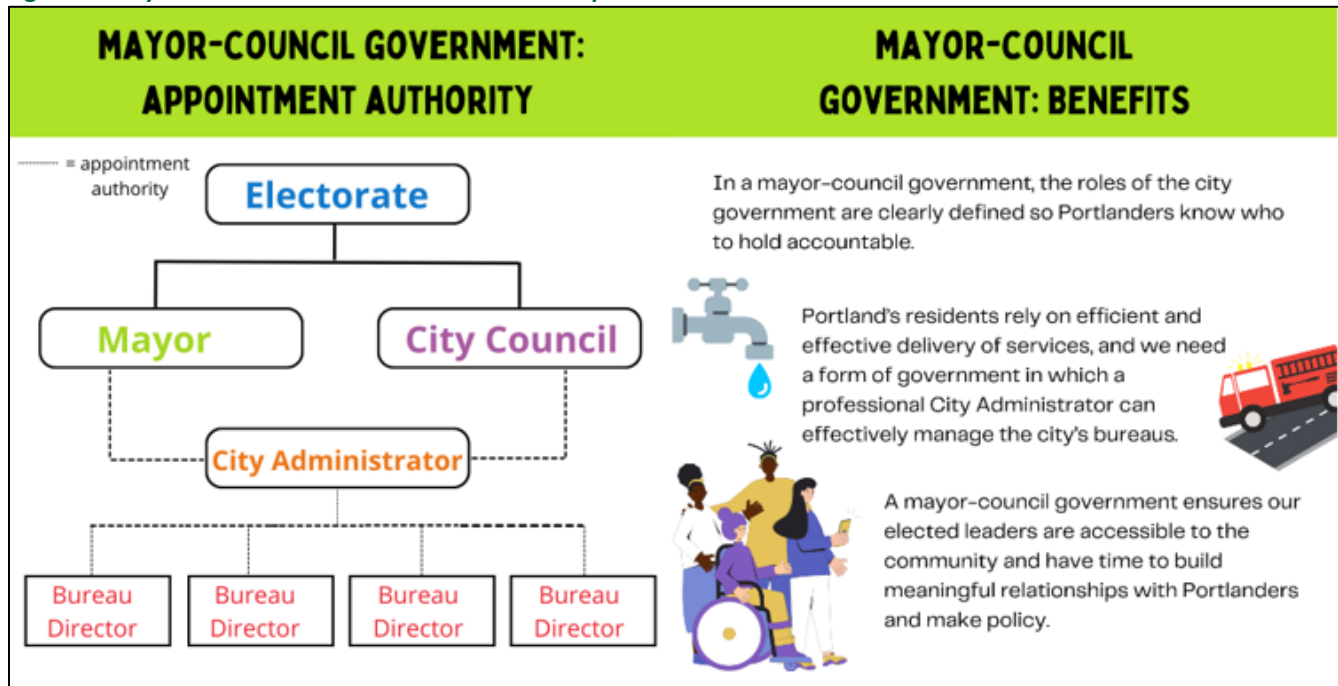 MAYOR-COUNCIL GOVERNMENT:
APPOINTMENT AUTHORITY
= appointment
authority
Electorate
Mayor
City Council
City Administrator
Bureau
Director
Bureau
Director
Bureau
Director
Bureau
Director
MAYOR-COUNCIL
GOVERNMENT: BENEFITS
In a mayor-council government, the roles of the city
government are clearly defined so Portlanders know who
to hold accountable.
Portland's residents rely on efficient and
effective delivery of services, and we need
a form of government in which a
professional City Administrator can
effectively manage the city's bureaus.
A mayor-council government ensures our
elected leaders are accessible to the
community and have time to build
meaningful relationships with Portlanders
and make policy.